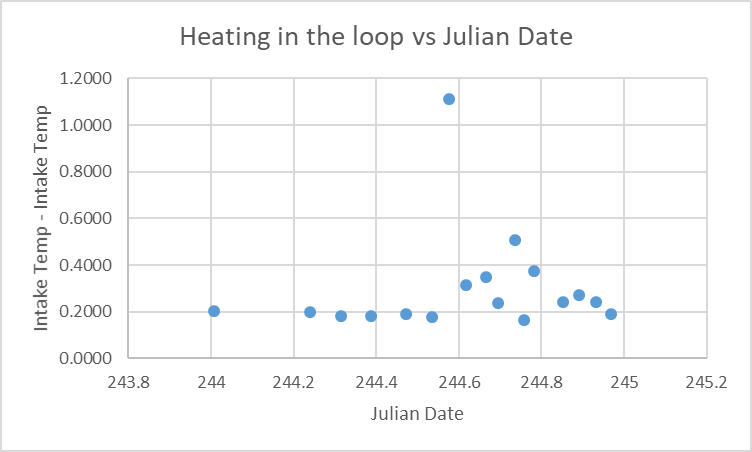 Heating in the loop vs Julian Date
Intake Temp - Intake Temp
1.2000
1.0000
0.8000
0.6000
0.4000
0.2000
0.0000
243.8 244 244.2 244.4 244.6 244.8 245 245.2
Julian Date